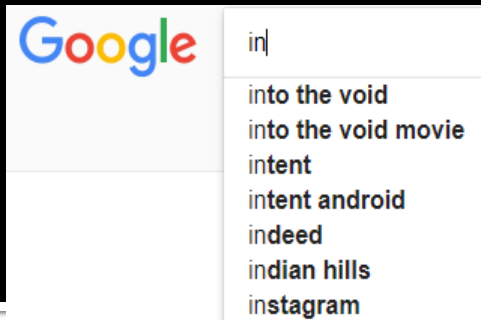 Google
in
into the void
into the void movie
intent
intent android
indeed
indian hills
instagram